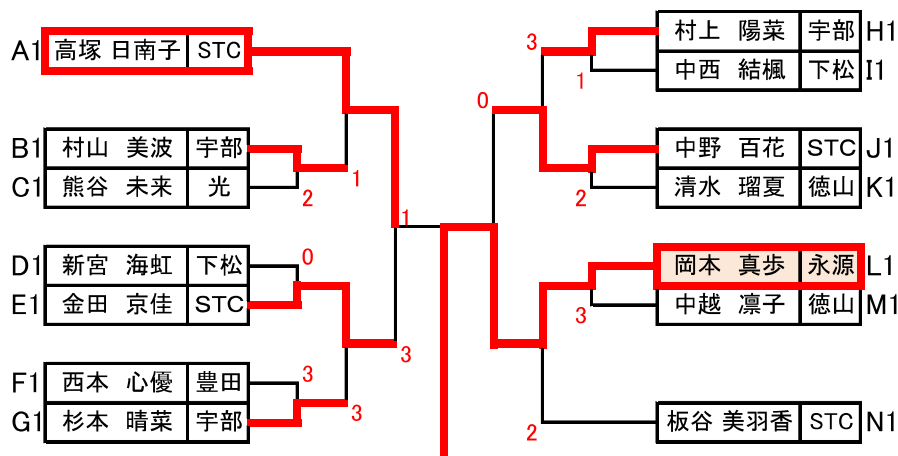 A1 高塚 日南子 STC
B1 村山 美波 宇部
C1 熊谷 未来 光
2
1
1
D1 新宮 海虹 下松
0
E1 金田 京佳 STC
3
F1 西本 心優 豊田
3
G1 杉本 晴菜 宇部
3
村上 陽菜 宇部 H1
3
中西 結楓 下松 I1
1
0
中野 百花 STC J1
清水 瑠夏 徳山 K1
2
岡本 真歩 永源 L1
中越 凛子 徳山 M1
3
板谷 美羽香 STC N1
2